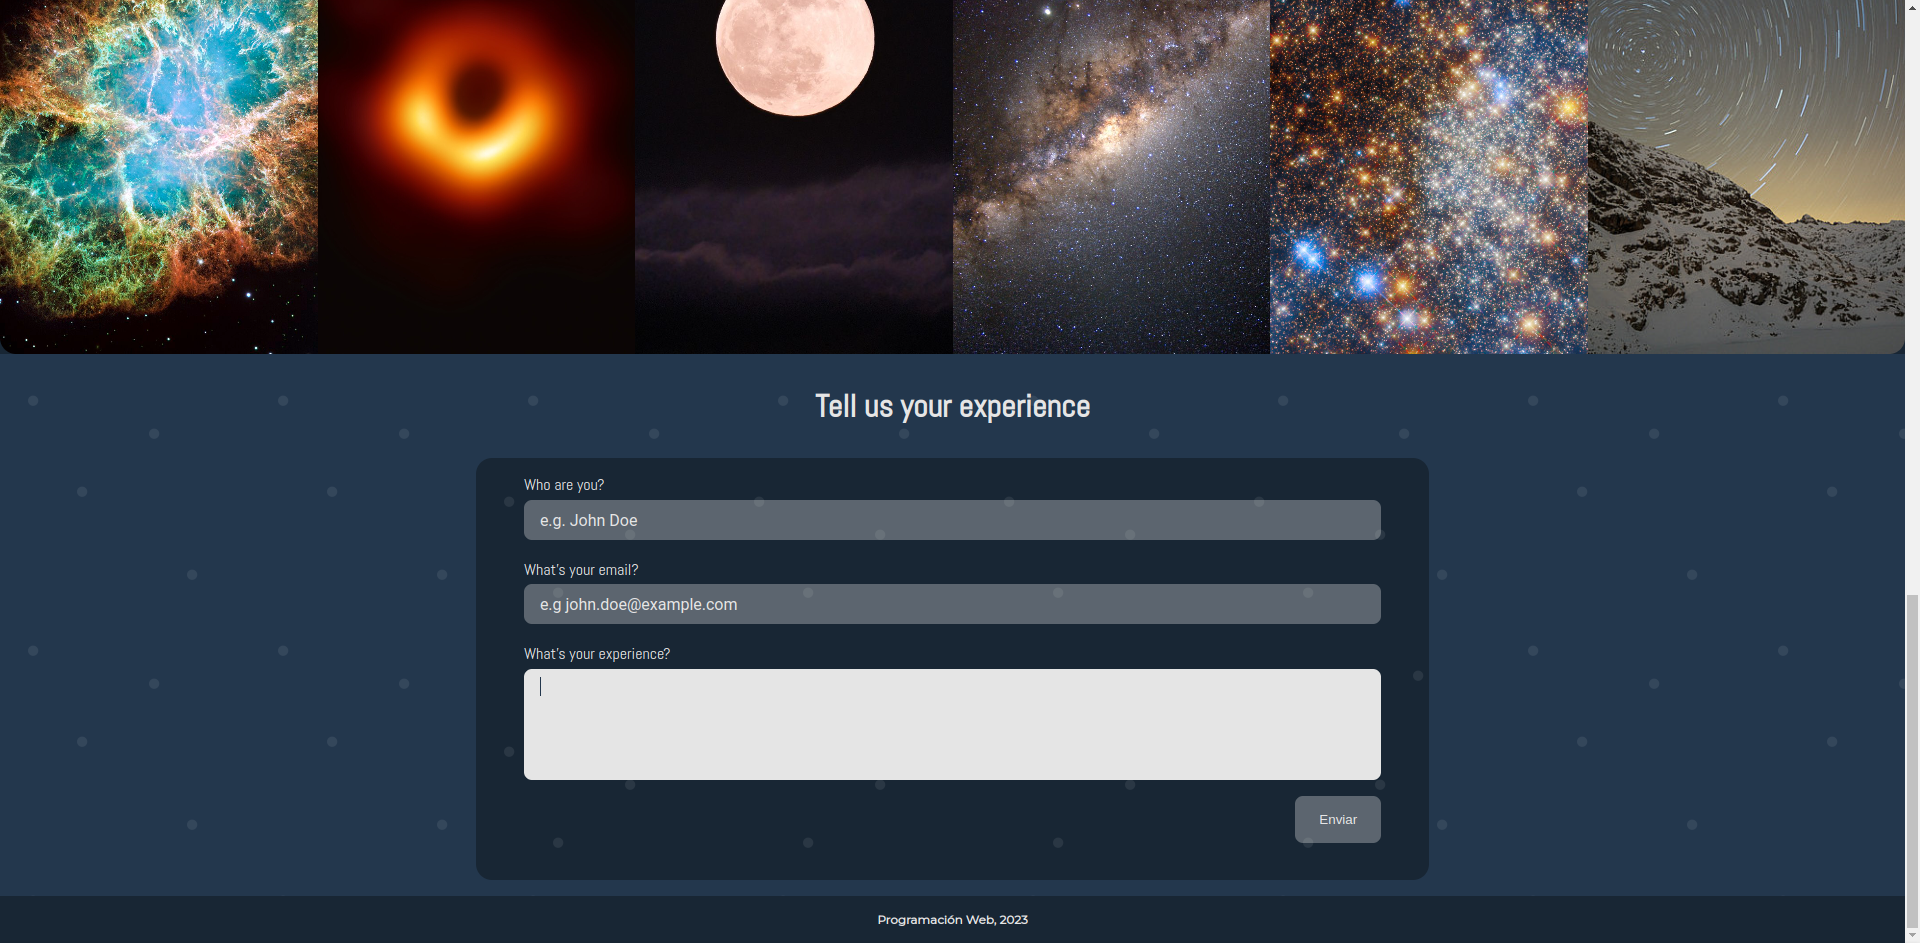 Tell us your experience
Who are you?
e.g. John Doe
What's your email?
e.g john.doe@example.com
What's your experience?
Enviar
Programación Web, 2023